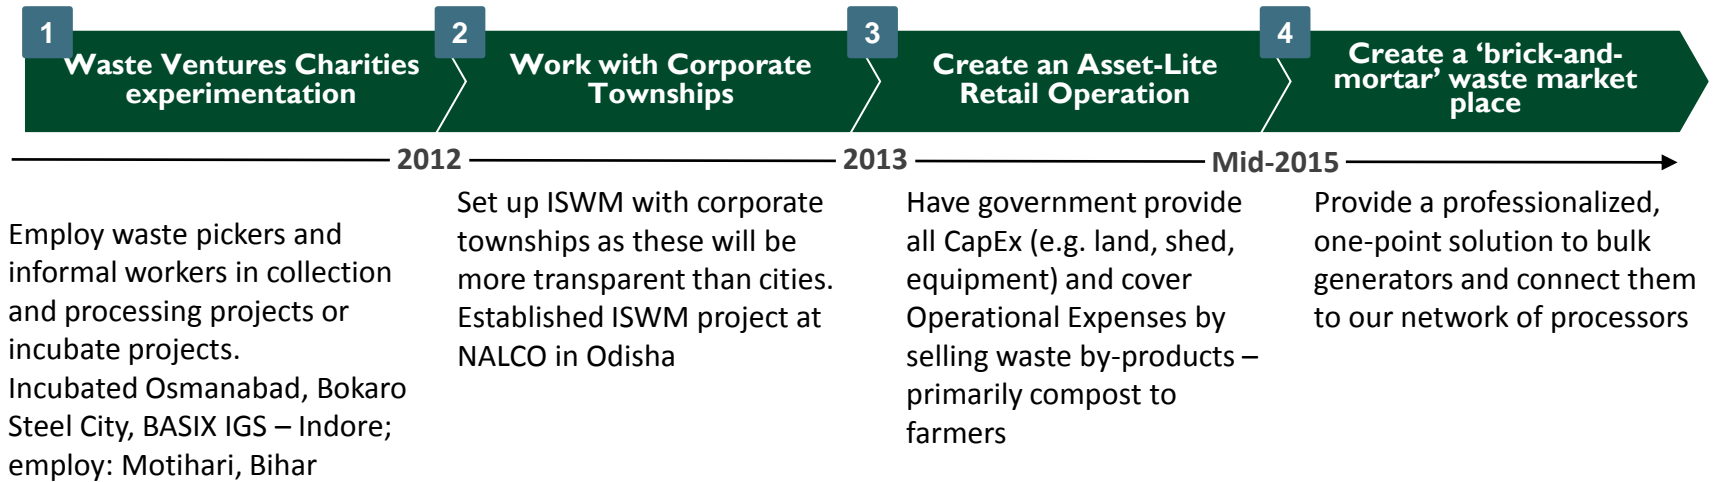 1
Waste Ventures Charities
experimentation
2
Work with Corporate
Townships
3
Create an Asset-Lite
Retail Operation
4
Create a ‘brick-and-
mortar’ waste market
place
2012
2013
Mid-2015
Employ waste pickers and
informal workers in collection
and processing projects or
incubate projects.
Incubated Osmanabad, Bokaro
Steel City, BASIX IGS – Indore;
employ: Motihari, Bihar
Set up ISWM with corporate
townships as these will be
more transparent than cities.
Established ISWM project at
NALCO in Odisha
Have government provide
all CapEx (e.g. land, shed,
equipment) and cover
Operational Expenses by
selling waste by-products –
primarily compost to
farmers
Provide a professionalized,
one-point solution to bulk
generators and connect them
to our network of processors